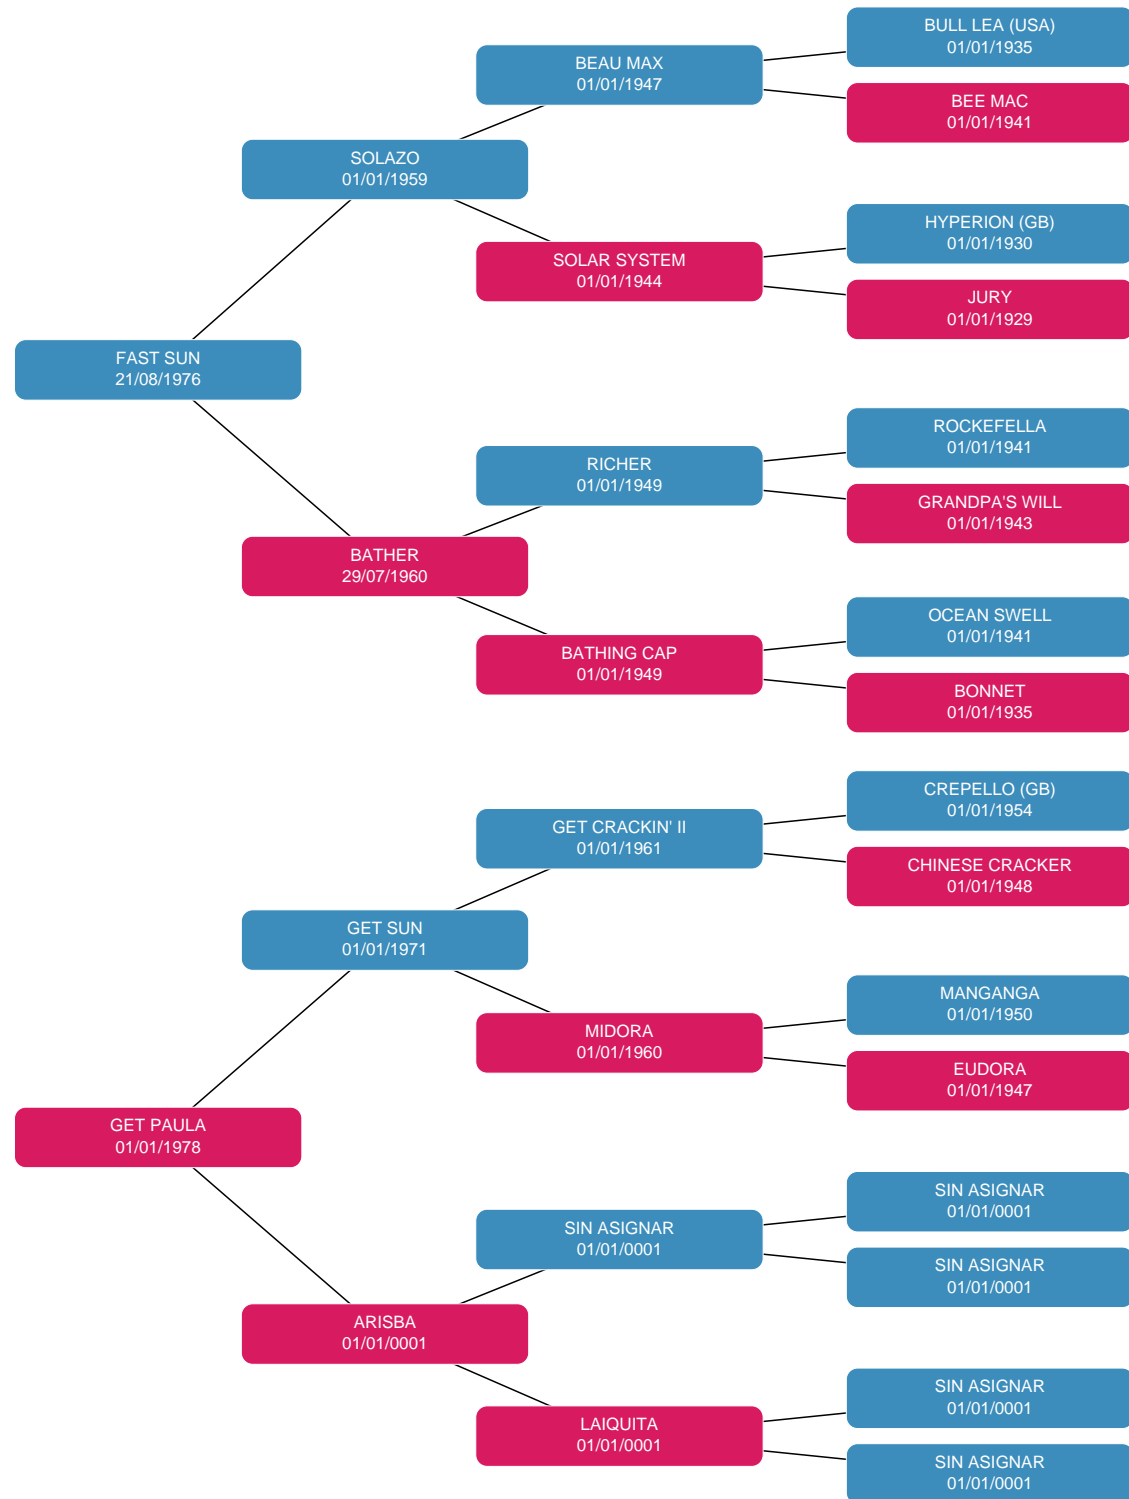 BULL LEA (USA)
01/01/1935
BEAU MAX
01/01/1947
BEE MAC
01/01/1941
SOLAZO
01/01/1959
HYPERION (GB)
01/01/1930
SOLAR SYSTEM
01/01/1944
JURY
01/01/1929
FAST SUN
21/08/1976
ROCKEFELLA
01/01/1941
RICHER
01/01/1949
GRANDPA'S WILL
01/01/1943
BATHER
29/07/1960
OCEAN SWELL
01/01/1941
BATHING CAP
01/01/1949
BONNET
01/01/1935
CREPELLO (GB)
01/01/1954
GET CRACKIN' II
01/01/1961
CHINESE CRACKER
01/01/1948
GET SUN
01/01/1971
MANGANGA
01/01/1950
MIDORA
01/01/1960
EUDORA
01/01/1947
GET PAULA
01/01/1978
SIN ASIGNAR
01/01/0001
SIN ASIGNAR
01/01/0001
SIN ASIGNAR
01/01/0001
ARISBA
01/01/0001
SIN ASIGNAR
01/01/0001
LAIQUITA
01/01/0001
SIN ASIGNAR
01/01/0001